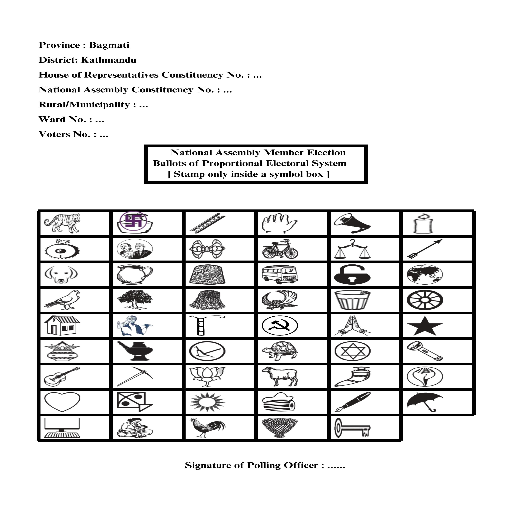 Province : Bagmati
District: Kathmandu
House of Representatives Constituency No. : ...
National Assembly Constituency No. : ...
Rural/Municipality : ...
Ward No. : ...
Voters No. : ...
National Assembly Member Election
Ballots of Proportional Electoral System
[ Stamp only inside a symbol box ]
Signature of Polling Officer : ......